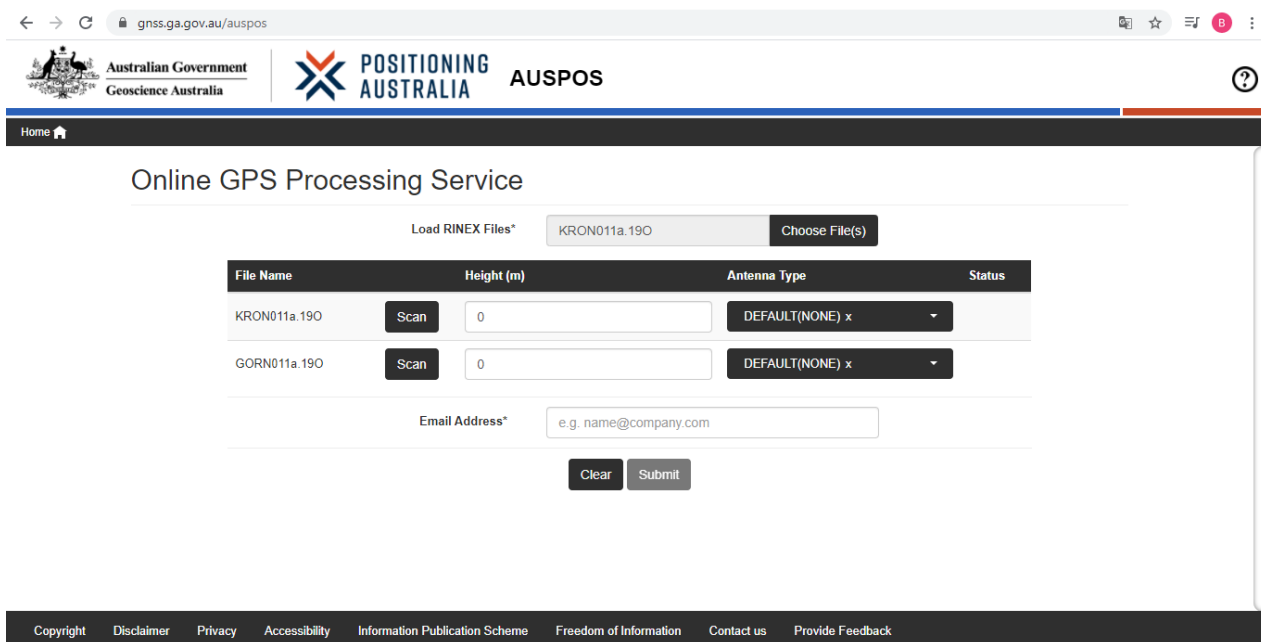 gnss.ga.gov.au/auspos
B
Australian Government
Geoscience Australia
POSITIONING
AUSTRALIA
AUSPOS
?
Home
Online GPS Processing Service
Load RINEX Files* KRON011a.19O Choose File(s)
File Name Height (m) Antenna Type Status
KRON011a.19O Scan 0 DEFAULT(NONE) x
GORN011a.19O Scan 0 DEFAULT(NONE) x
Email Address* e.g. name@company.com
Clear Submit
Copyright Disclaimer Privacy Accessibility Information Publication Scheme Freedom of Information Contact us Provide Feedback